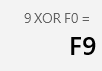 9 XOR F0 =
F9